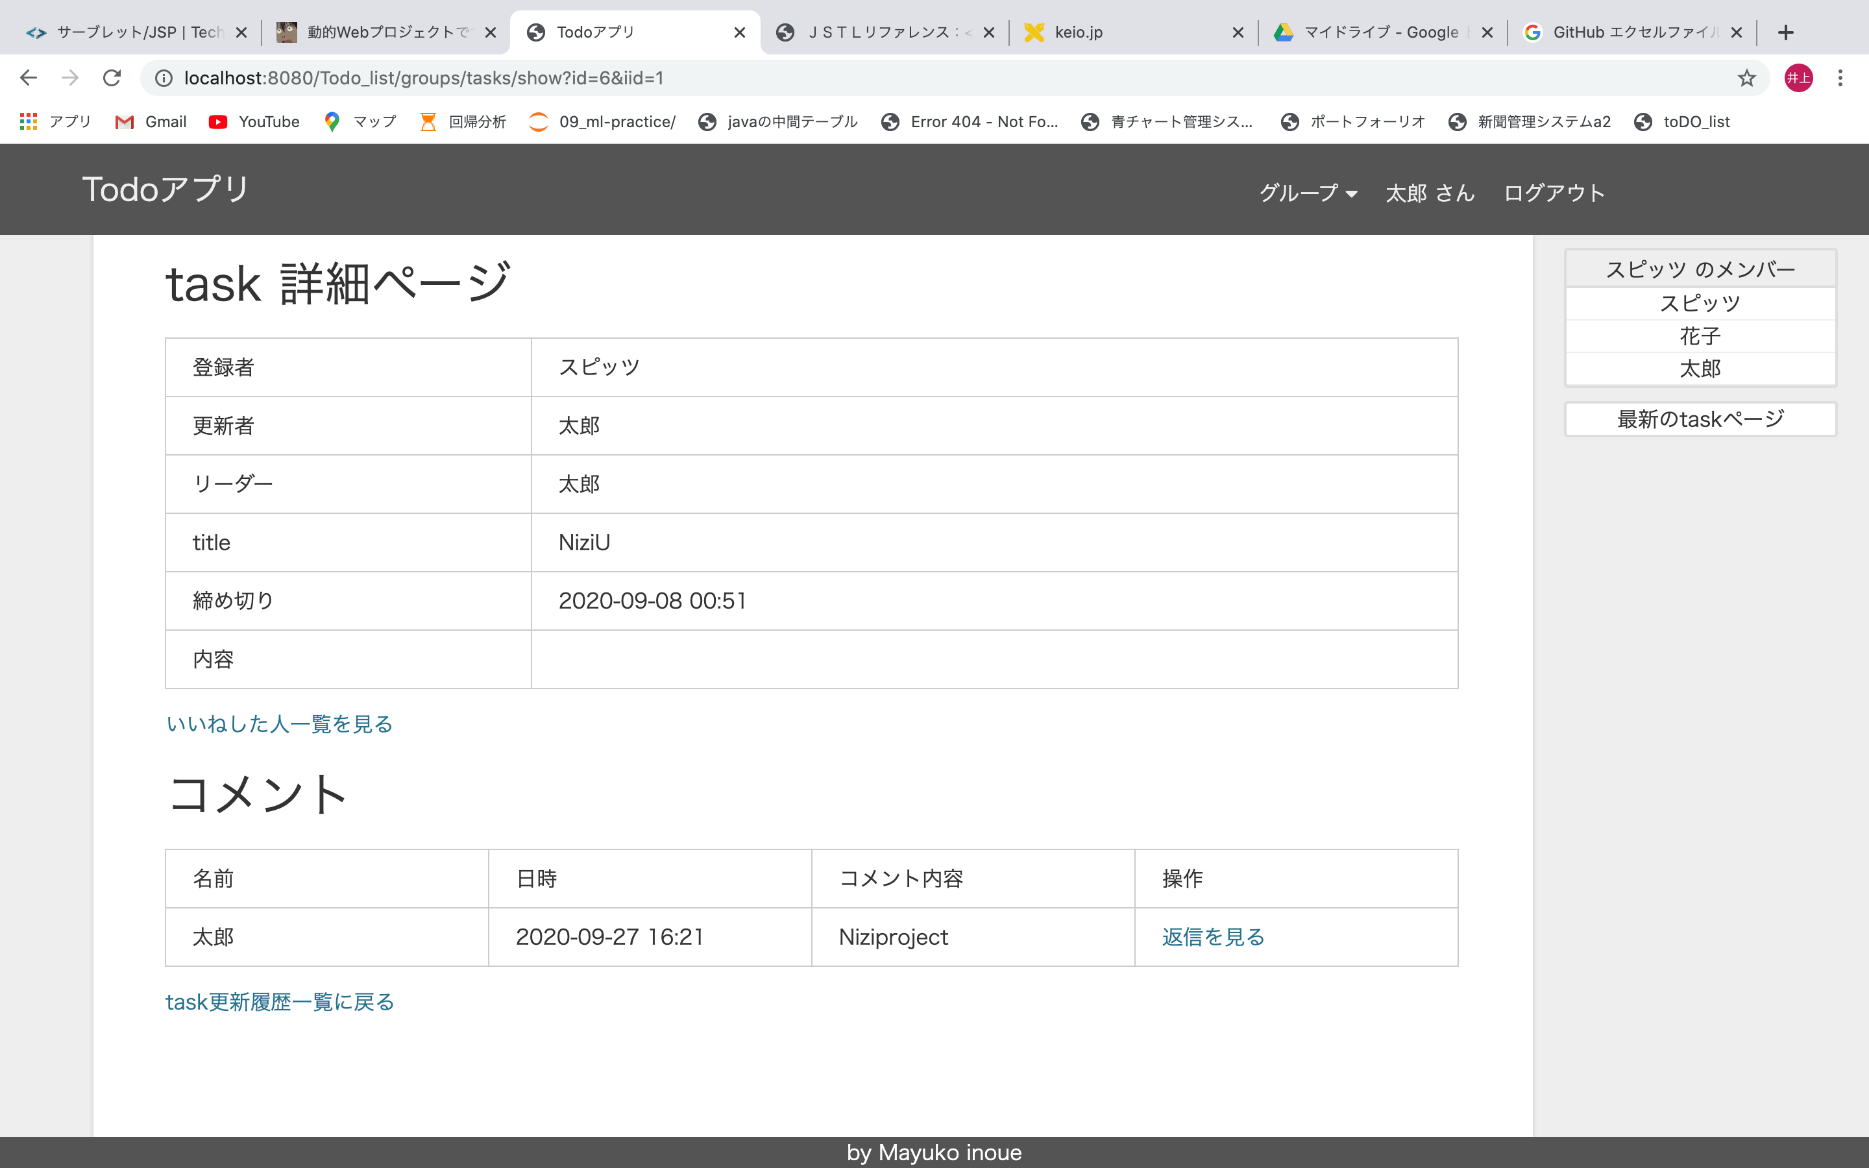 サーブレット/JSP | Tech
動的Webプロジェクトで
Todoアプリ
ＪＳＴＬリファレンス：<
keio.jp
マイドライブ - Google
GitHub エクセルファイル
localhost:8080/Todo_list/groups/tasks/show?id=6&iid=1
井上
アプリ
Gmail
YouTube
マップ
回帰分析
09_ml-practice/
javaの中間テーブル
Error 404 - Not Fo...
青チャート管理シス...
ポートフォーリオ
新聞管理システムa2
toDO_list
Todoアプリ
グループ
太郎 さん
ログアウト
task 詳細ページ
登録者 スピッツ
更新者 太郎
リーダー 太郎
title NiziU
締め切り 2020-09-08 00:51
内容
いいねした人一覧を見る
コメント
名前 日時 コメント内容 操作
太郎 2020-09-27 16:21 Niziproject 返信を見る
task更新履歴一覧に戻る
スピッツ のメンバー
スピッツ
花子
太郎
最新のtaskページ
by Mayuko inoue